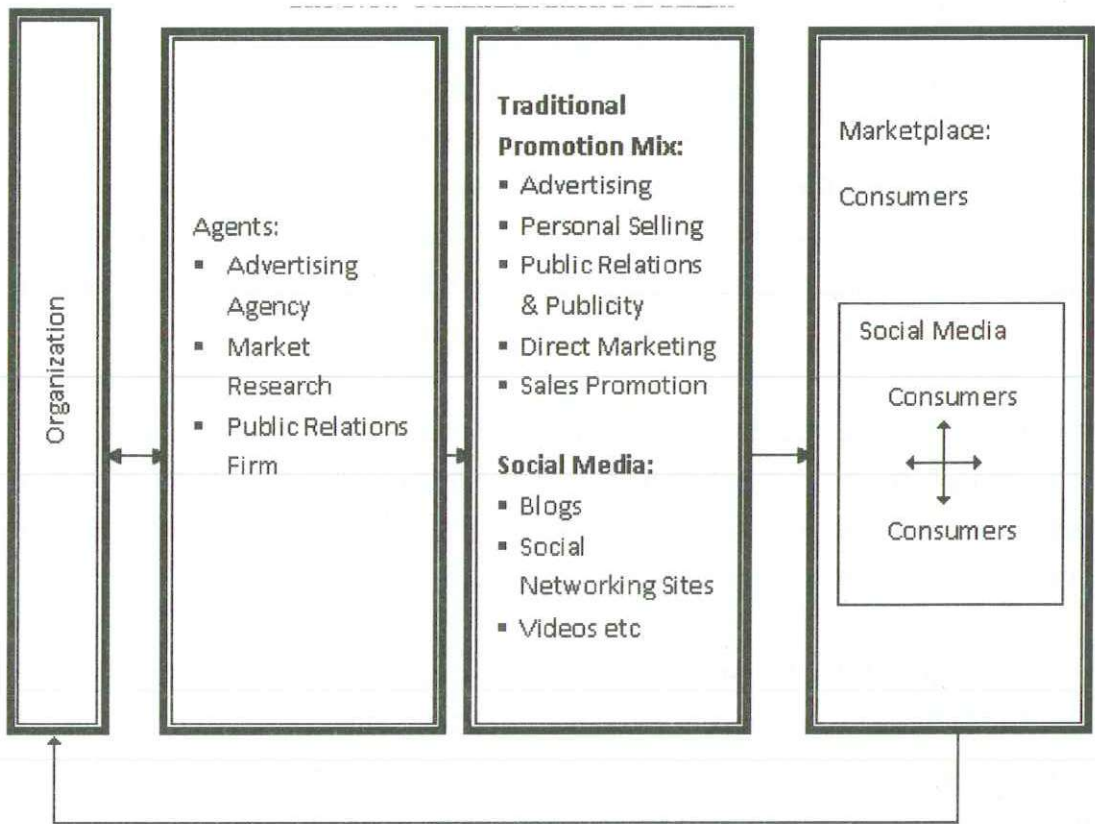 Organization
Agents:
▪ Advertising
Agency
▪ Market
Research
▪ Public Relations
Firm
Traditional
Promotion Mix:
▪ Advertising
▪ Personal Selling
▪ Public Relations
& Publicity
▪ Direct Marketing
▪ Sales Promotion
Social Media:
▪ Blogs
▪ Social
Networking Sites
▪ Videos etc
Marketplace:
Consumers
Social Media
Consumers
Consumers